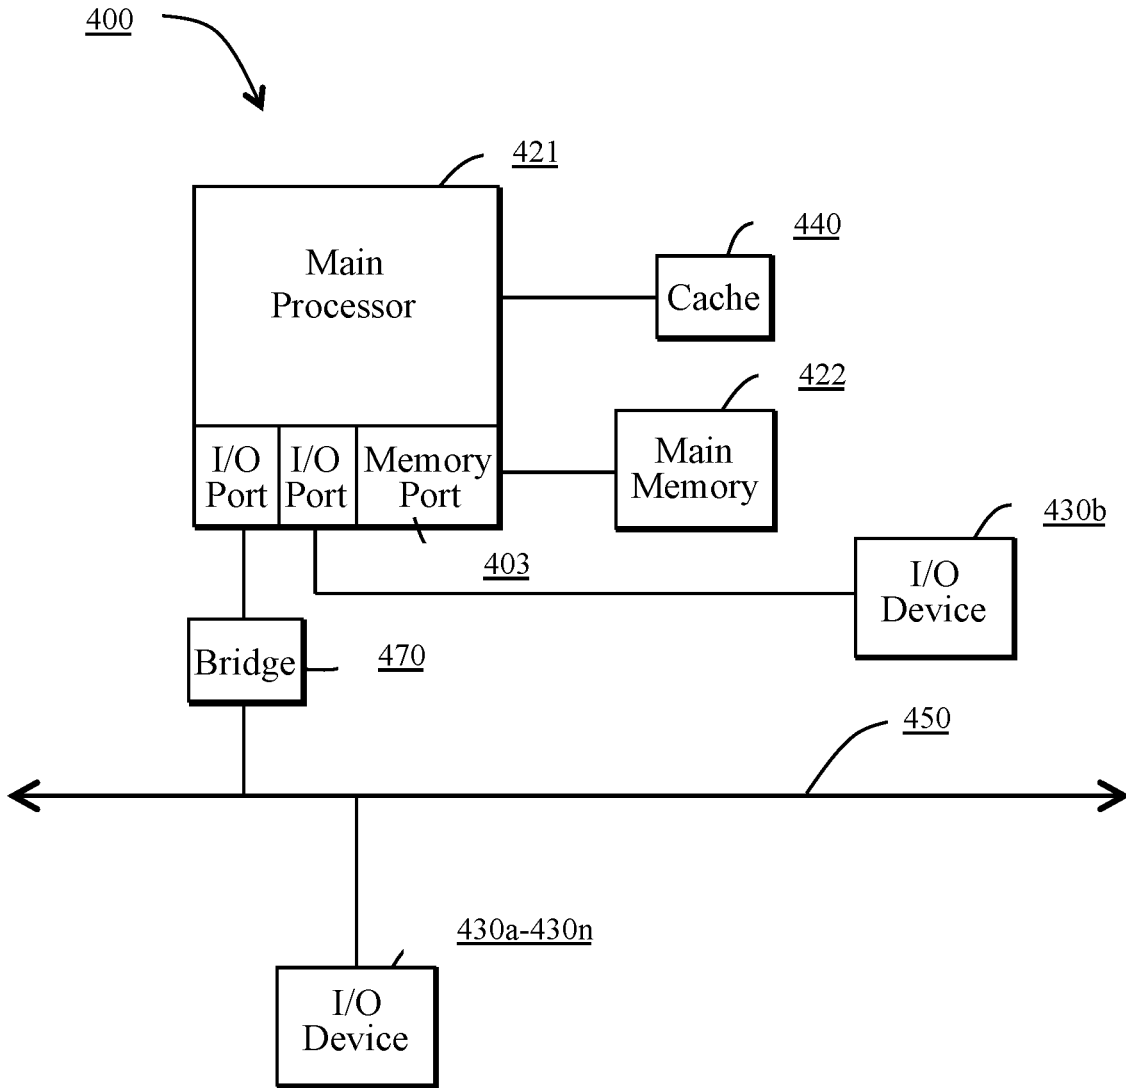 400
421
440
Main
Processor
Cache
422
I/O
Port
I/O
Port
Memory
Port
Main
Memory
430b
403
I/O
Device
Bridge
470
450
430a-430n
I/O
Device